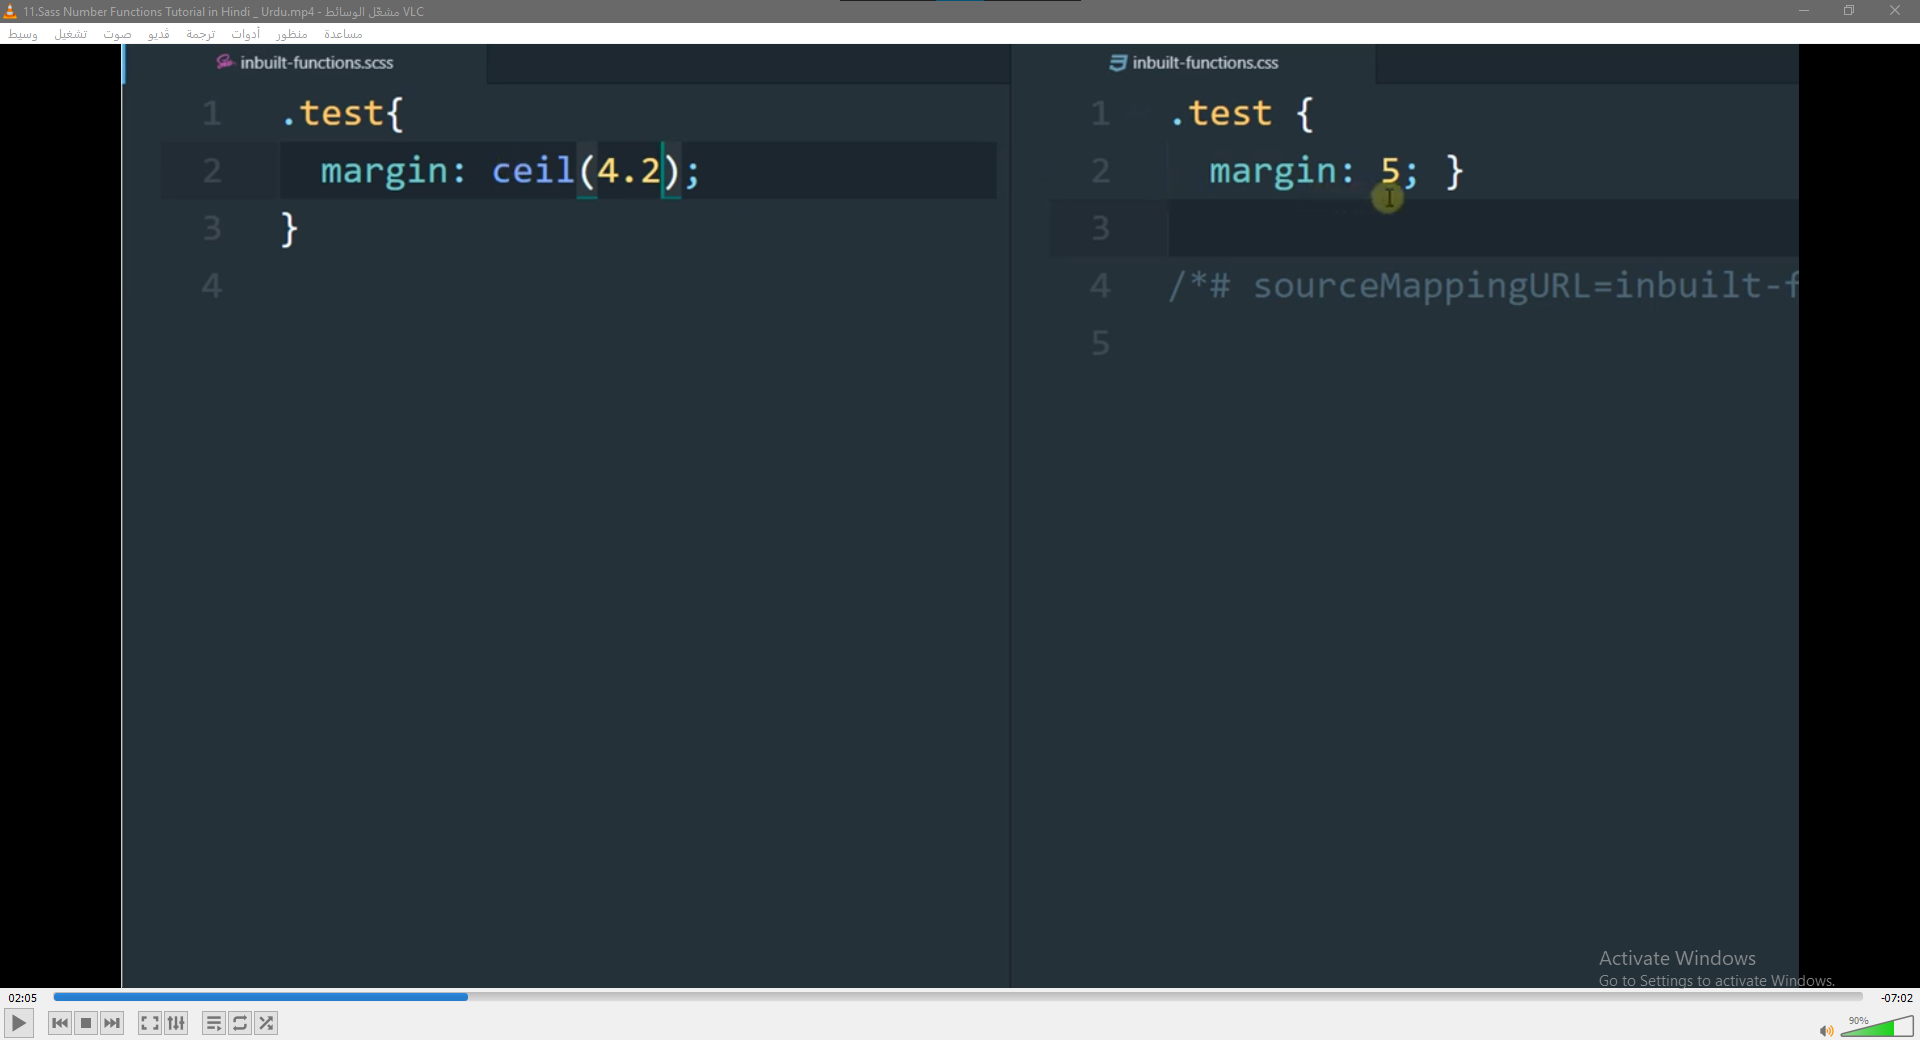 11.Sass Number Functions Tutorial in Hindi _ Urdu.mp4 - مشغّل الوسائط VLC
وسيط تشغيل صوت ڤديو ترجمة أدوات منظور مساعدة
inbuilt-functions.scss
1 .test{
2 margin: ceil(4.2);
3 }
4
inbuilt-functions.css
1 .test {
2 margin: 5; }
3
4 /*# sourceMappingURL=inbuilt-f
5
Activate Windows
Go to Settings to activate Windows.
02:05
-07:02
90%